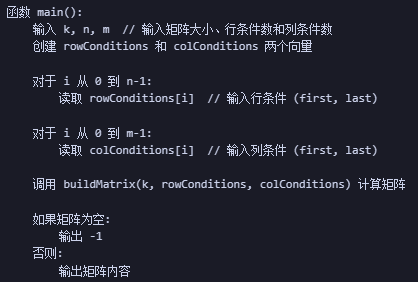 函数 main():
输入 k, n, m  // 输入矩阵大小、行条件数和列条件数
创建 rowConditions 和 colConditions 两个向量
对于 i 从 0 到 n-1:
读取 rowConditions[i]  // 输入行条件 (first, last)
对于 i 从 0 到 m-1:
读取 colConditions[i]  // 输入列条件 (first, last)
调用 buildMatrix(k, rowConditions, colConditions) 计算矩阵
如果矩阵为空:
输出 -1
否则:
输出矩阵内容